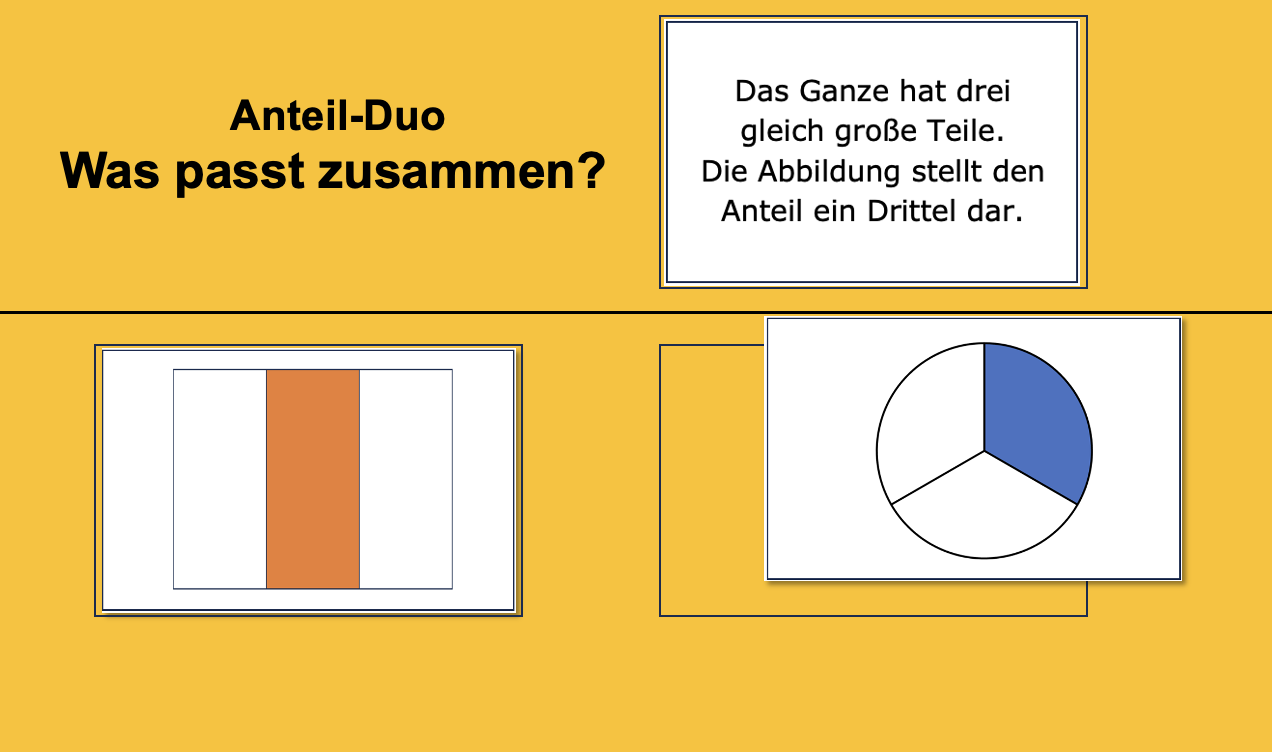 Anteil-Duo
Was passt zusammen?
Das Ganze hat drei
gleich große Teile.
Die Abbildung stellt den
Anteil ein Drittel dar.